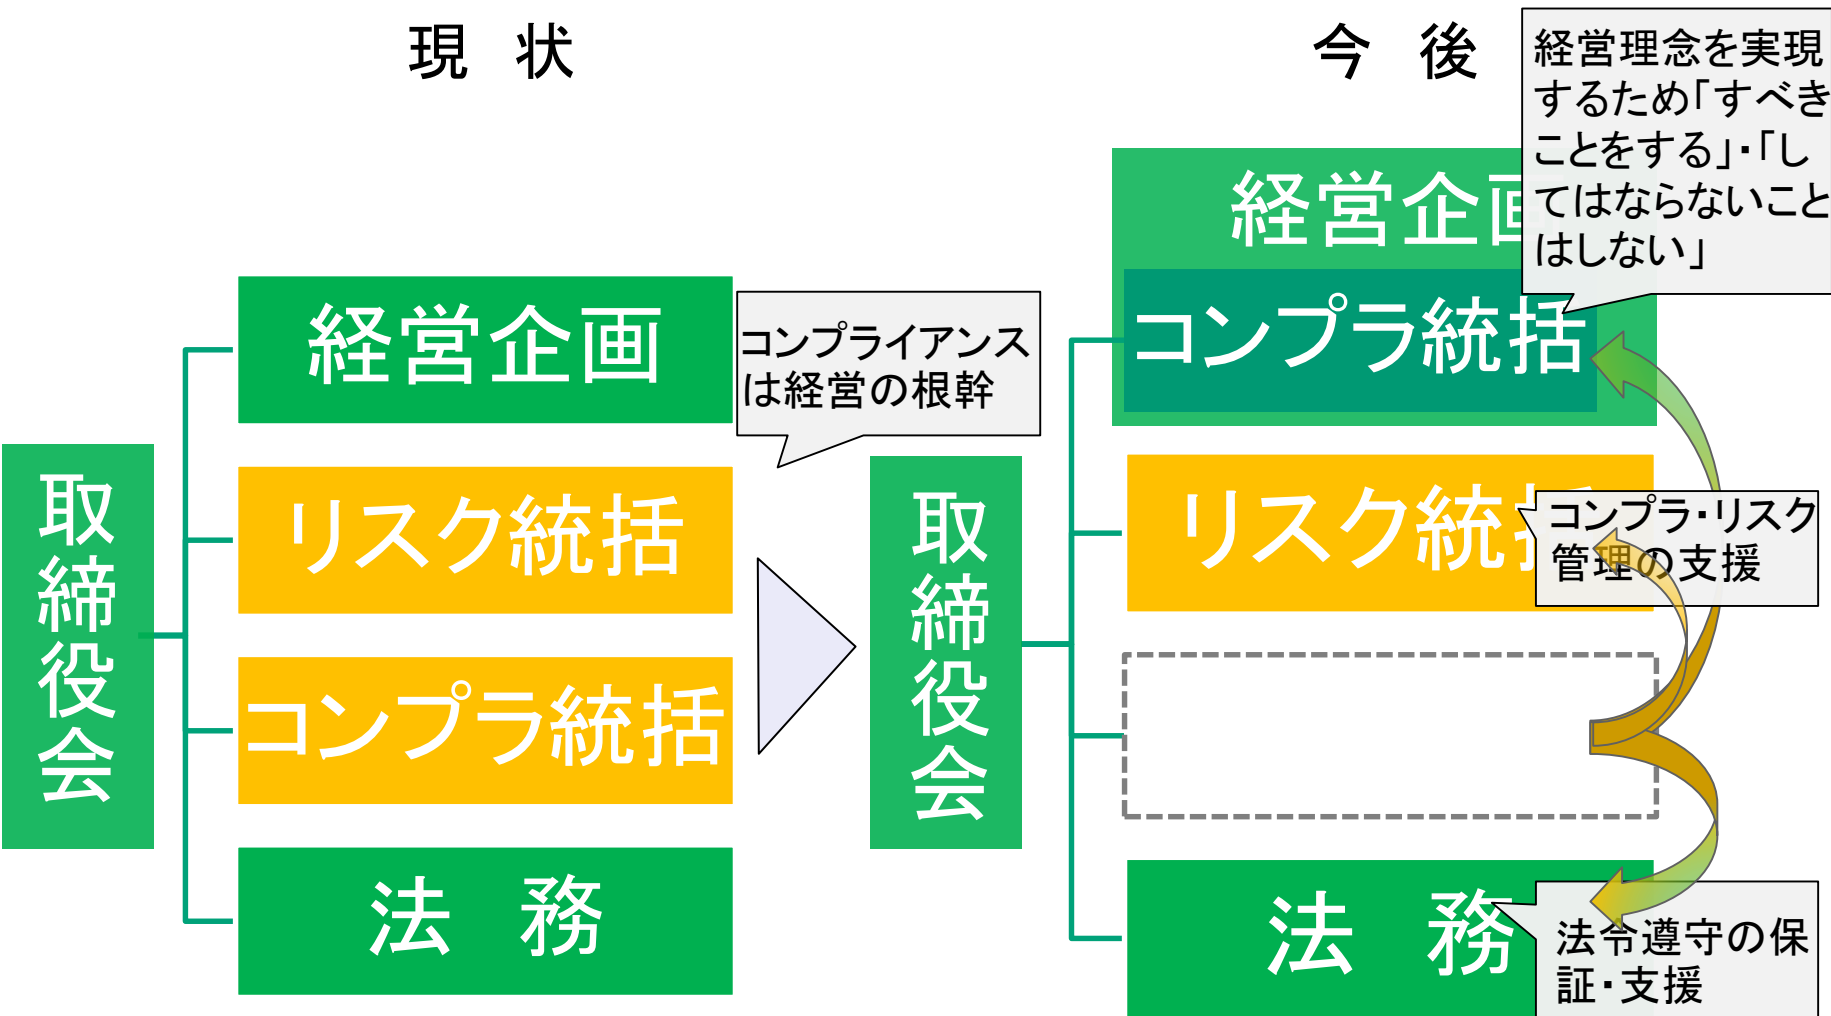 現 状
経営企画
リスク統括
コンプラ統括
法 務
取締役会
コンプライアンス
は経営の根幹
今 後
経営理念を実現
するため「すべき
ことをする」・「し
てはならないこと
はしない」
経営企画
コンプラ統括
リスク統括
コンプラ・リスク
管理の支援
取締役会
法 務
法令遵守の保
証・支援